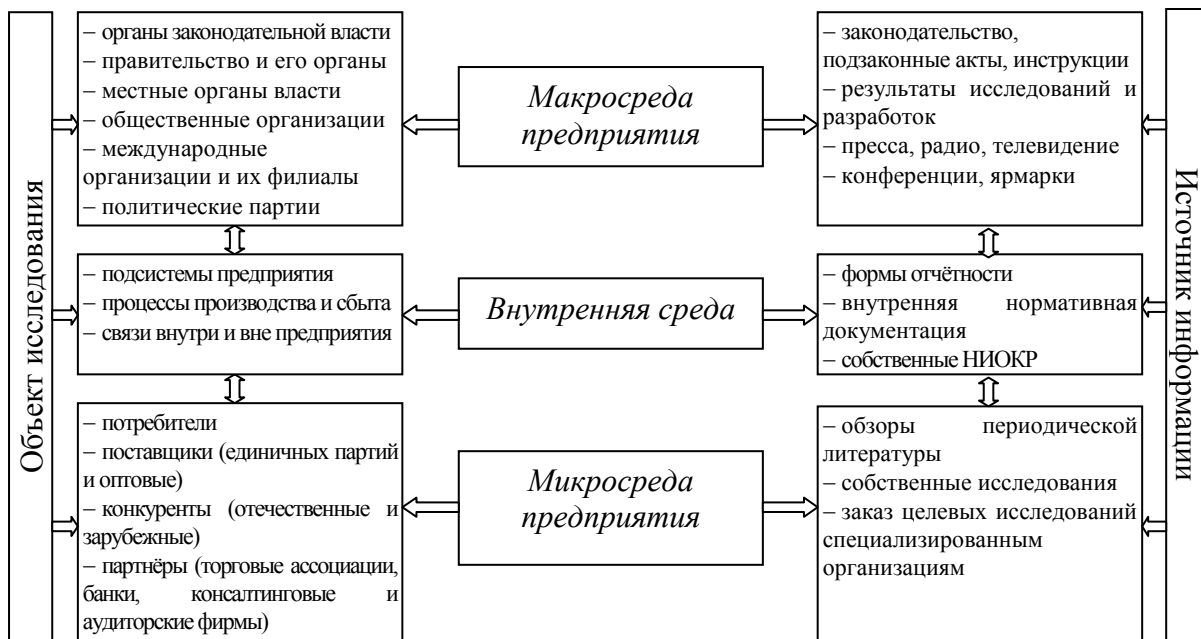 Объект исследования
– органы законодательной власти
– правительство и его органы
– местные органы власти
– общественные организации
– международные
организации и их филиалы
– политические партии
Макросреда
предприятия
– законодательство,
подзаконные акты, инструкции
– результаты исследований и
разработок
– пресса, радио, телевидение
– конференции, ярмарки
– подсистемы предприятия
– процессы производства и сбыта
– связи внутри и вне предприятия
Внутренняя среда
– формы отчётности
– внутренняя нормативная
документация
– собственные НИОКР
– потребители
– поставщики (единичных партий
и оптовые)
– конкуренты (отечественные и
зарубежные)
– партнёры (торговые ассоциации,
банки, консалтинговые и
аудиторские фирмы)
Микросреда
предприятия
– обзоры периодической
литературы
– собственные исследования
– заказ целевых исследований
специализированным
организациям
Источник информации